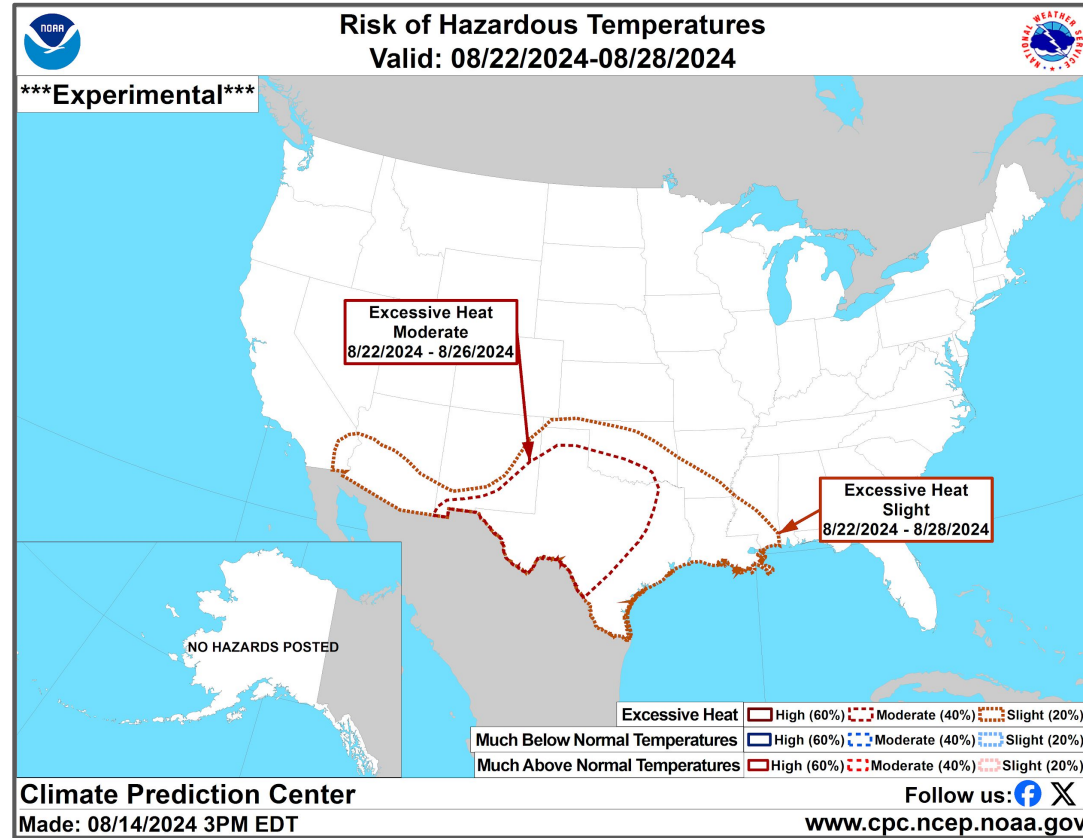 NOAA
Risk of Hazardous Temperatures
Valid: 08/22/2024-08/28/2024
NATIONAL WEATHER SERVICE
***Experimental***
Excessive Heat
Moderate
8/22/2024 - 8/26/2024
Excessive Heat
Slight
8/22/2024 - 8/28/2024
NO HAZARDS POSTED
Excessive Heat High (60%) Moderate (40%) Slight (20%)
Much Below Normal Temperatures High (60%) Moderate (40%) Slight (20%)
Much Above Normal Temperatures High (60%) Moderate (40%) Slight (20%)
Climate Prediction Center
Follow us:
Made: 08/14/2024 3PM EDT
www.cpc.ncep.noaa.gov